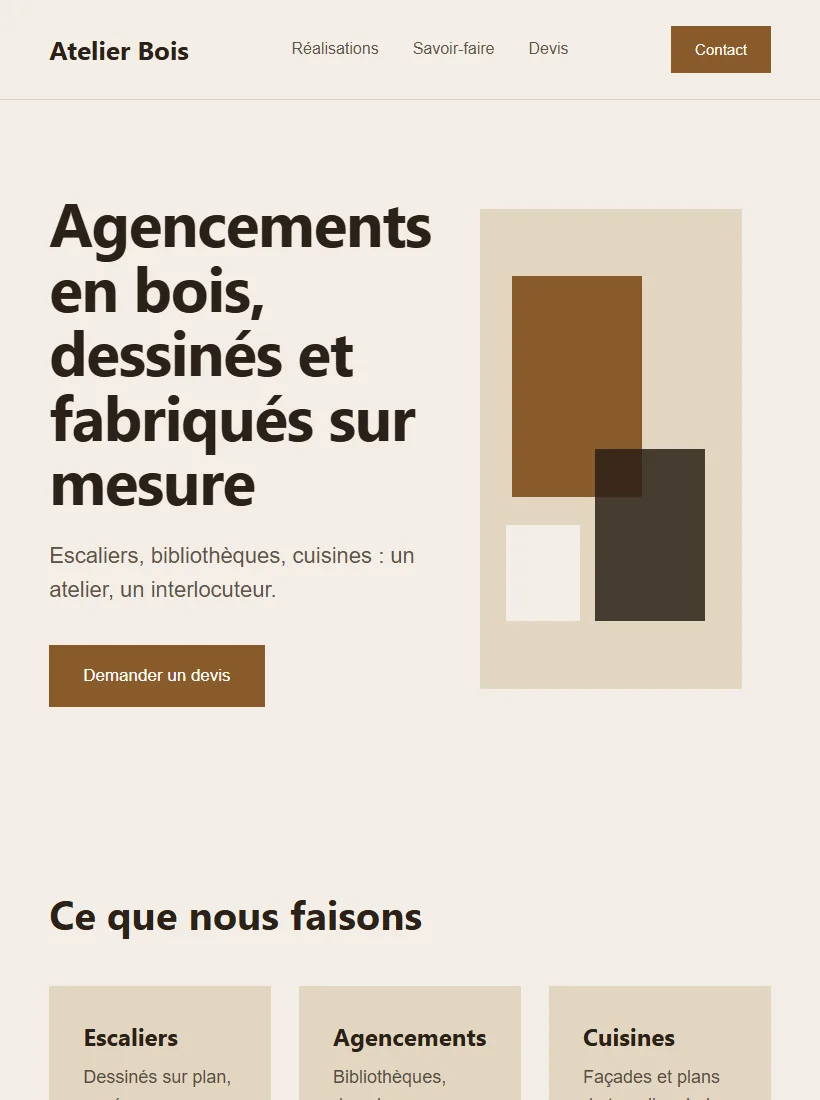 Atelier Bois
Réalisations
Savoir-faire
Devis
Contact
Agencements
en bois,
dessinés et
fabriqués sur
mesure
Escaliers, bibliothèques, cuisines : un
atelier, un interlocuteur.
Demander un devis
Ce que nous faisons
Escaliers
Dessinés sur plan,
Agencements
Bibliothèques,
Cuisines
Façades et plans